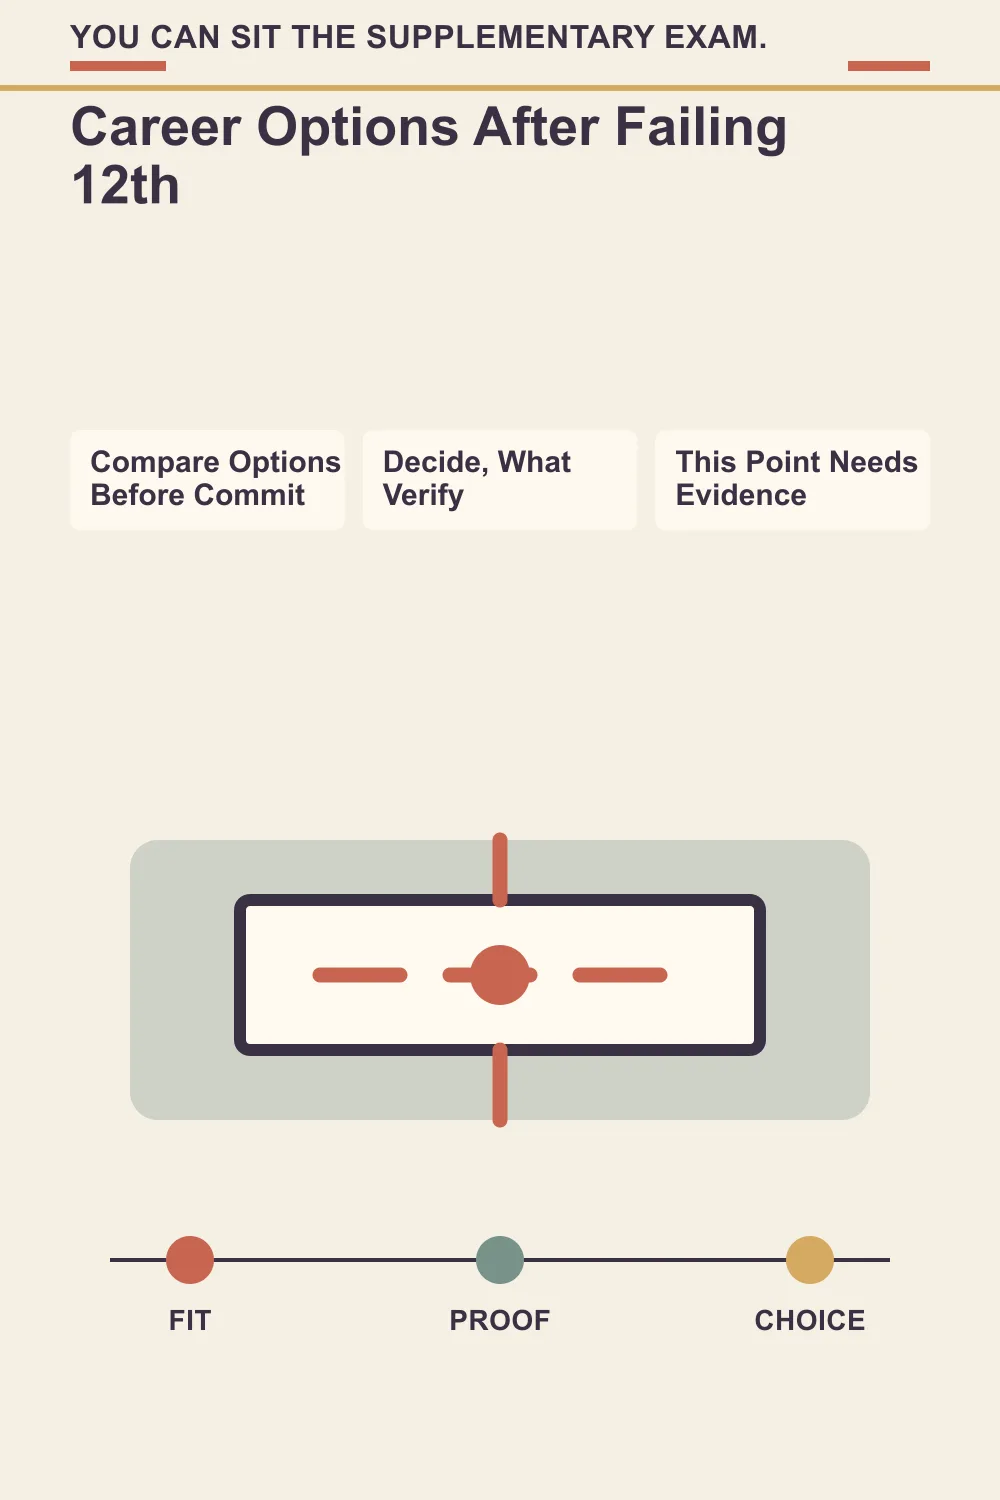 YOU CAN SIT THE SUPPLEMENTARY EXAM.
Career Options After Failing
12th
Compare Options
Before Commit
Decide, What
Verify
This Point Needs
Evidence
FIT
PROOF
CHOICE